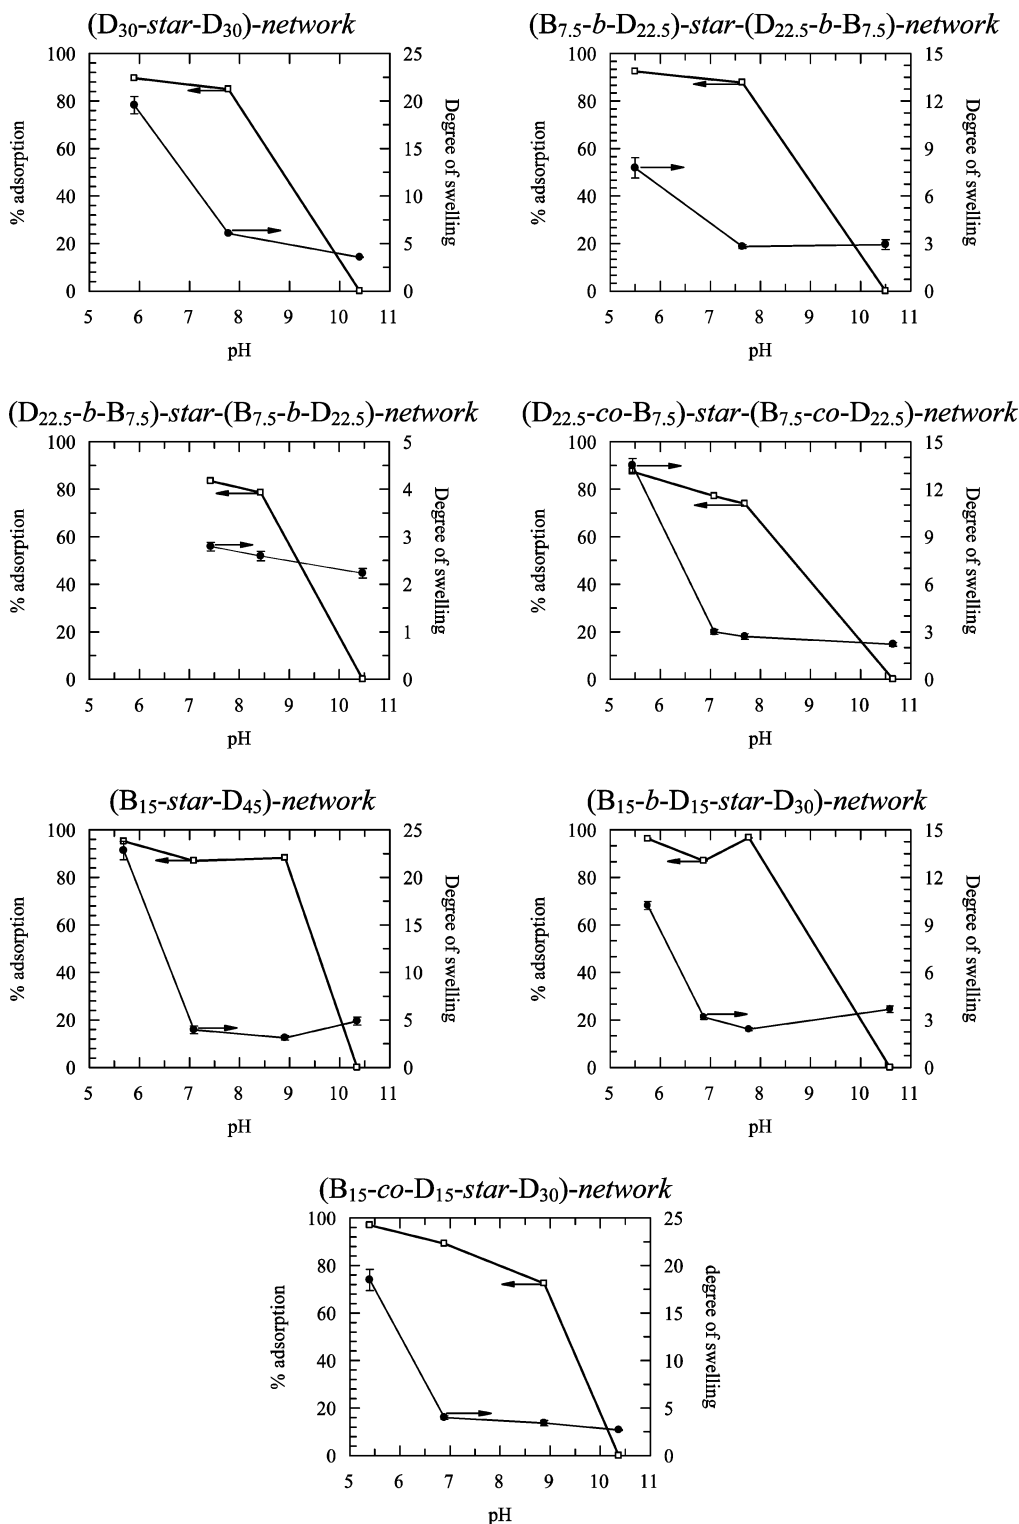 (D30-star-D30)-network
100
80
60
40
20
0
% adsorption
25
20
15
10
5
0
Degree of swelling
5 6 7 8 9 10 11
pH
(B7.5-b-D22.5)-star-(D22.5-b-B7.5)-network
100
80
60
40
20
0
% adsorption
15
12
9
6
3
0
Degree of swelling
5 6 7 8 9 10 11
pH
(D22.5-b-B7.5)-star-(B7.5-b-D22.5)-network
100
80
60
40
20
0
% adsorption
5
4
3
2
1
0
Degree of swelling
5 6 7 8 9 10 11
pH
(D22.5-co-B7.5)-star-(B7.5-co-D22.5)-network
100
80
60
40
20
0
% adsorption
15
12
9
6
3
0
Degree of swelling
5 6 7 8 9 10 11
pH
(B15-star-D45)-network
100
80
60
40
20
0
% adsorption
25
20
15
10
5
0
Degree of swelling
5 6 7 8 9 10 11
pH
(B15-b-D15-star-D30)-network
100
80
60
40
20
0
% adsorption
15
12
9
6
3
0
Degree of swelling
5 6 7 8 9 10 11
pH
(B15-co-D15-star-D30)-network
100
80
60
40
20
0
% adsorption
25
20
15
10
5
0
degree of swelling
5 6 7 8 9 10 11
pH